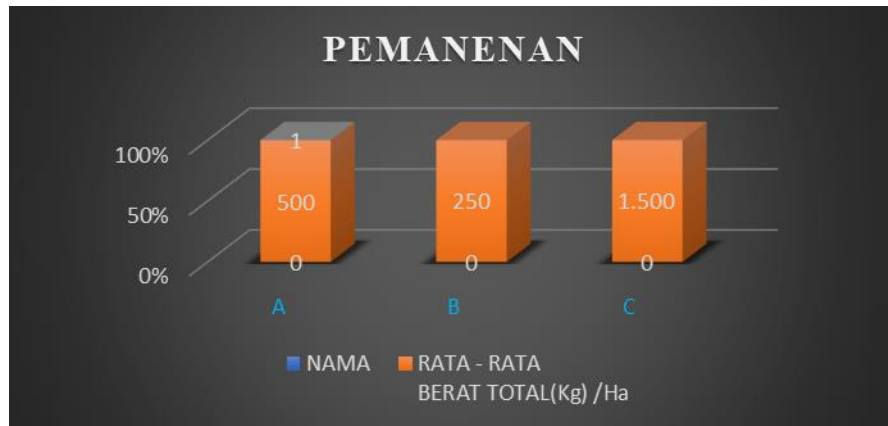 PEMANENAN
100%
50%
0%
1
500
250
1.500
0
0
0
A
B
C
NAMA
RATA - RATA
BERAT TOTAL(Kg) /Ha